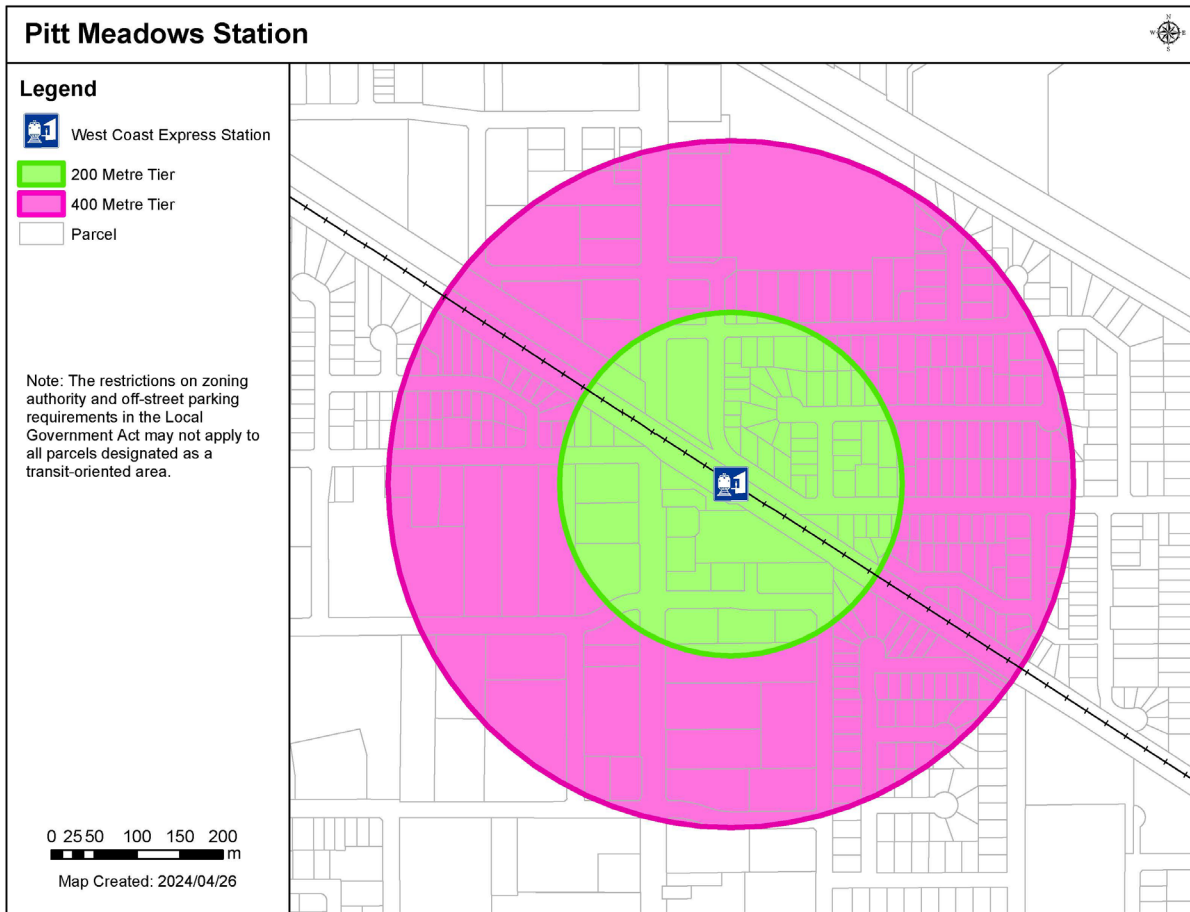 Pitt Meadows Station
N
W E
S
Legend
West Coast Express Station
200 Metre Tier
400 Metre Tier
Parcel
Note: The restrictions on zoning
authority and off-street parking
requirements in the Local
Government Act may not apply to
all parcels designated as a
transit-oriented area.
0 25 50 100 150 200
m
Map Created: 2024/04/26